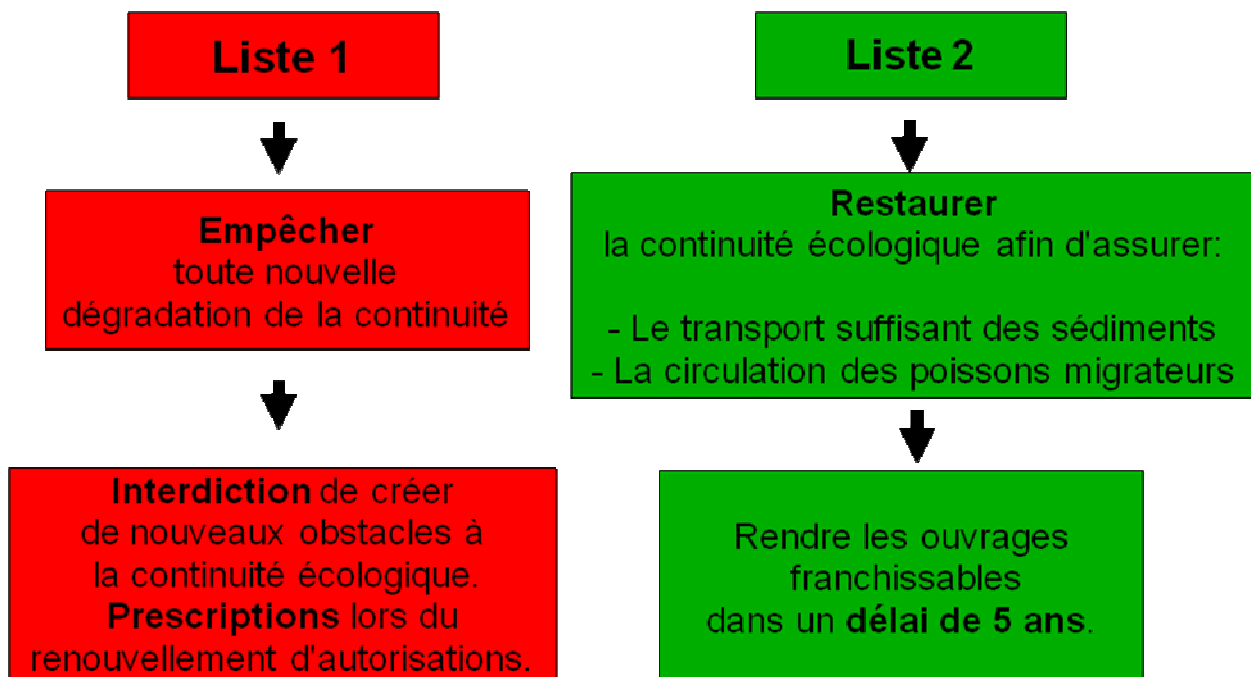 Liste 1
Empêcher
toute nouvelle
dégradation de la continuité
Interdiction de créer
de nouveaux obstacles à
la continuité écologique.
Prescriptions lors du
renouvellement d'autorisations.
Liste 2
Restaurer
la continuité écologique afin d'assurer:
- Le transport suffisant des sédiments
- La circulation des poissons migrateurs
Rendre les ouvrages
franchissables
dans un délai de 5 ans.